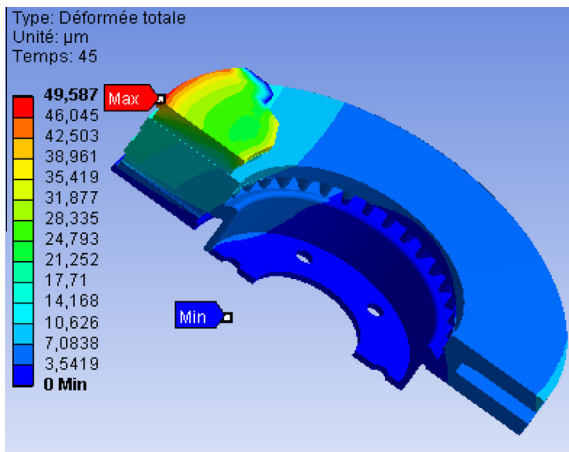 Type: Déformée totale
Unité: µm
Temps: 45
49,587
Max
46,045
42,503
38,961
35,419
31,877
28,335
24,793
21,252
17,71
14,168
10,626
7,0838
3,5419
0 Min
Min